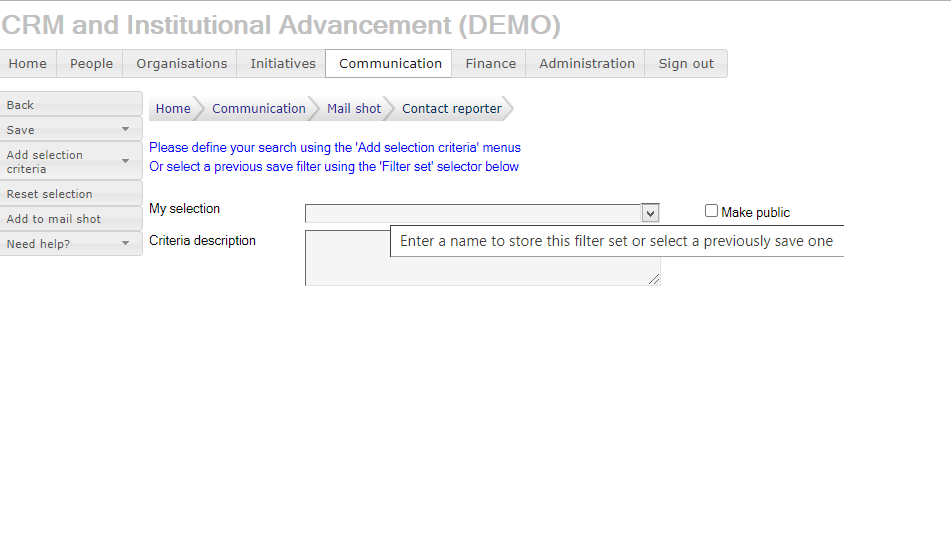 CRM and Institutional Advancement (DEMO)
Home People Organisations Initiatives Communication Finance Administration Sign out
Back
Save
Add selection
criteria
Reset selection
Add to mail shot
Need help?
Home Communication Mail shot Contact reporter
Please define your search using the 'Add selection criteria' menus
Or select a previous save filter using the 'Filter set' selector below
My selection
Make public
Criteria description
Enter a name to store this filter set or select a previously save one